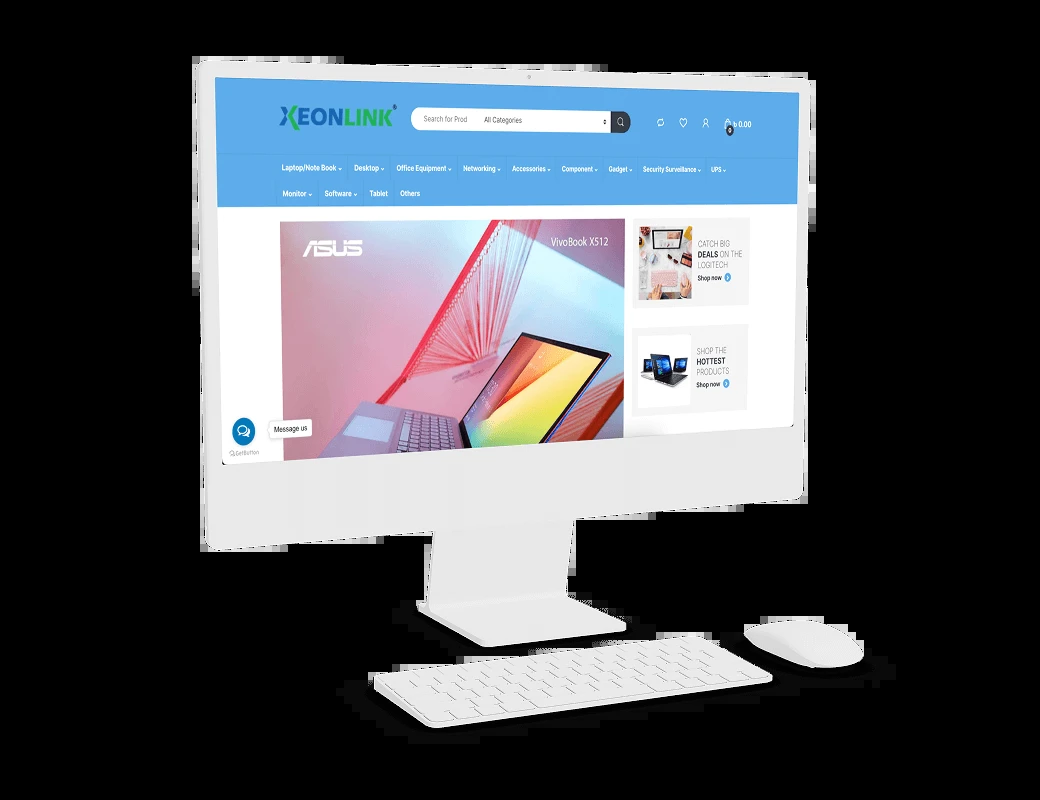 XEONLINK®
Search for Prod All Categories
0 ৳ 0.00
Laptop/Note Book Desktop Office Equipment Networking Accessories Component Gadget Security Surveillance UPS
Monitor Software Tablet Others
ASUS
VivoBook X512
CATCH BIG
DEALS ON THE
LOGITECH
Shop now
SHOP THE
HOTTEST
PRODUCTS
Shop now
Message us
GetButton